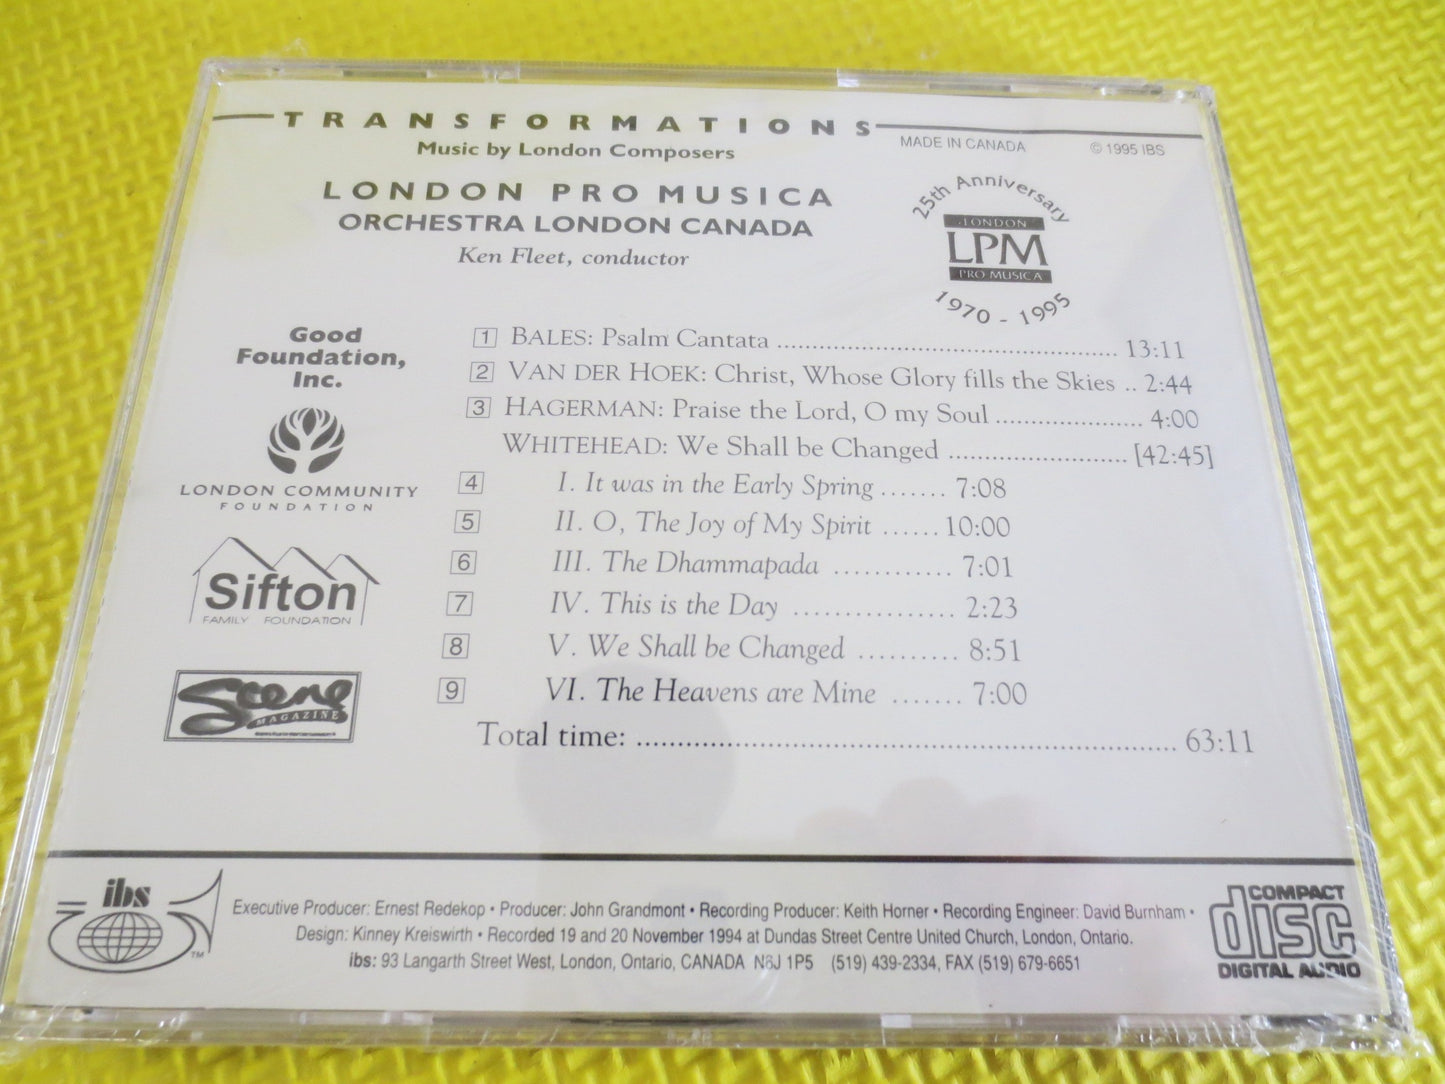 TRANSFORMATIONS
Music by London Composers
MADE IN CANADA
© 1995 IBS
LONDON PRO MUSICA
ORCHESTRA LONDON CANADA
Ken Fleet, conductor
25th Anniversary
LONDON
LPM
PRO MUSICA
1970 - 1995
Good
Foundation,
Inc.
LONDON COMMUNITY
FOUNDATION
Sifton
FAMILY FOUNDATION
Scene
MAGAZINE
1 BALES: Psalm Cantata .......... 13:11
2 VAN DER HOEK: Christ, Whose Glory fills the Skies .. 2:44
3 HAGERMAN: Praise the Lord, O my Soul .......... 4:00
WHITEHEAD: We Shall be Changed .......... [42:45]
4 I. It was in the Early Spring ....... 7:08
5 II. O, The Joy of My Spirit ...... 10:00
6 III. The Dhammapada ............ 7:01
7 IV. This is the Day ............. 2:23
8 V. We Shall be Changed .......... 8:51
9 VI. The Heavens are Mine ....... 7:00
Total time: .......... 63:11
ibs
TM
Executive Producer: Ernest Redekop • Producer: John Grandmont • Recording Producer: Keith Horner • Recording Engineer: David Burnham •
Design: Kinney Kreiswirth • Recorded 19 and 20 November 1994 at Dundas Street Centre United Church, London, Ontario.
ibs: 93 Langarth Street West, London, Ontario, CANADA N6J 1P5 (519) 439-2334, FAX (519) 679-6651
COMPACT
disc
DIGITAL AUDIO